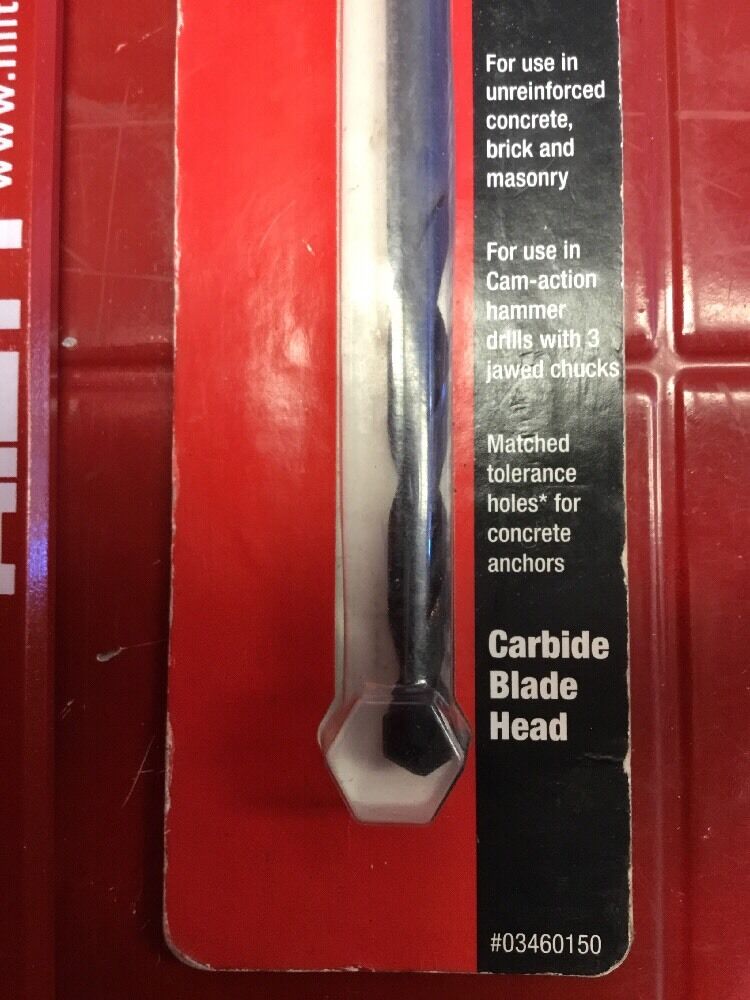 For use in
unreinforced
concrete,
brick and
masonry
For use in
Cam-action
hammer
drills with 3
jawed chucks
Matched
tolerance
holes* for
concrete
anchors
Carbide
Blade
Head
#03460150